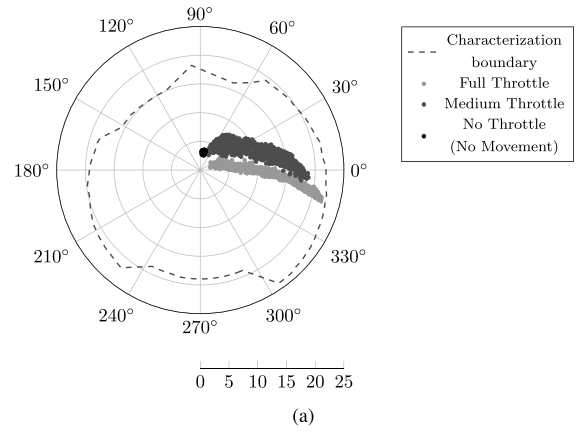 90°
120°
60°
150°
30°
180°
0°
210°
330°
240°
300°
270°
Characterization
boundary
Full Throttle
Medium Throttle
No Throttle
(No Movement)
0 5 10 15 20 25
(a)